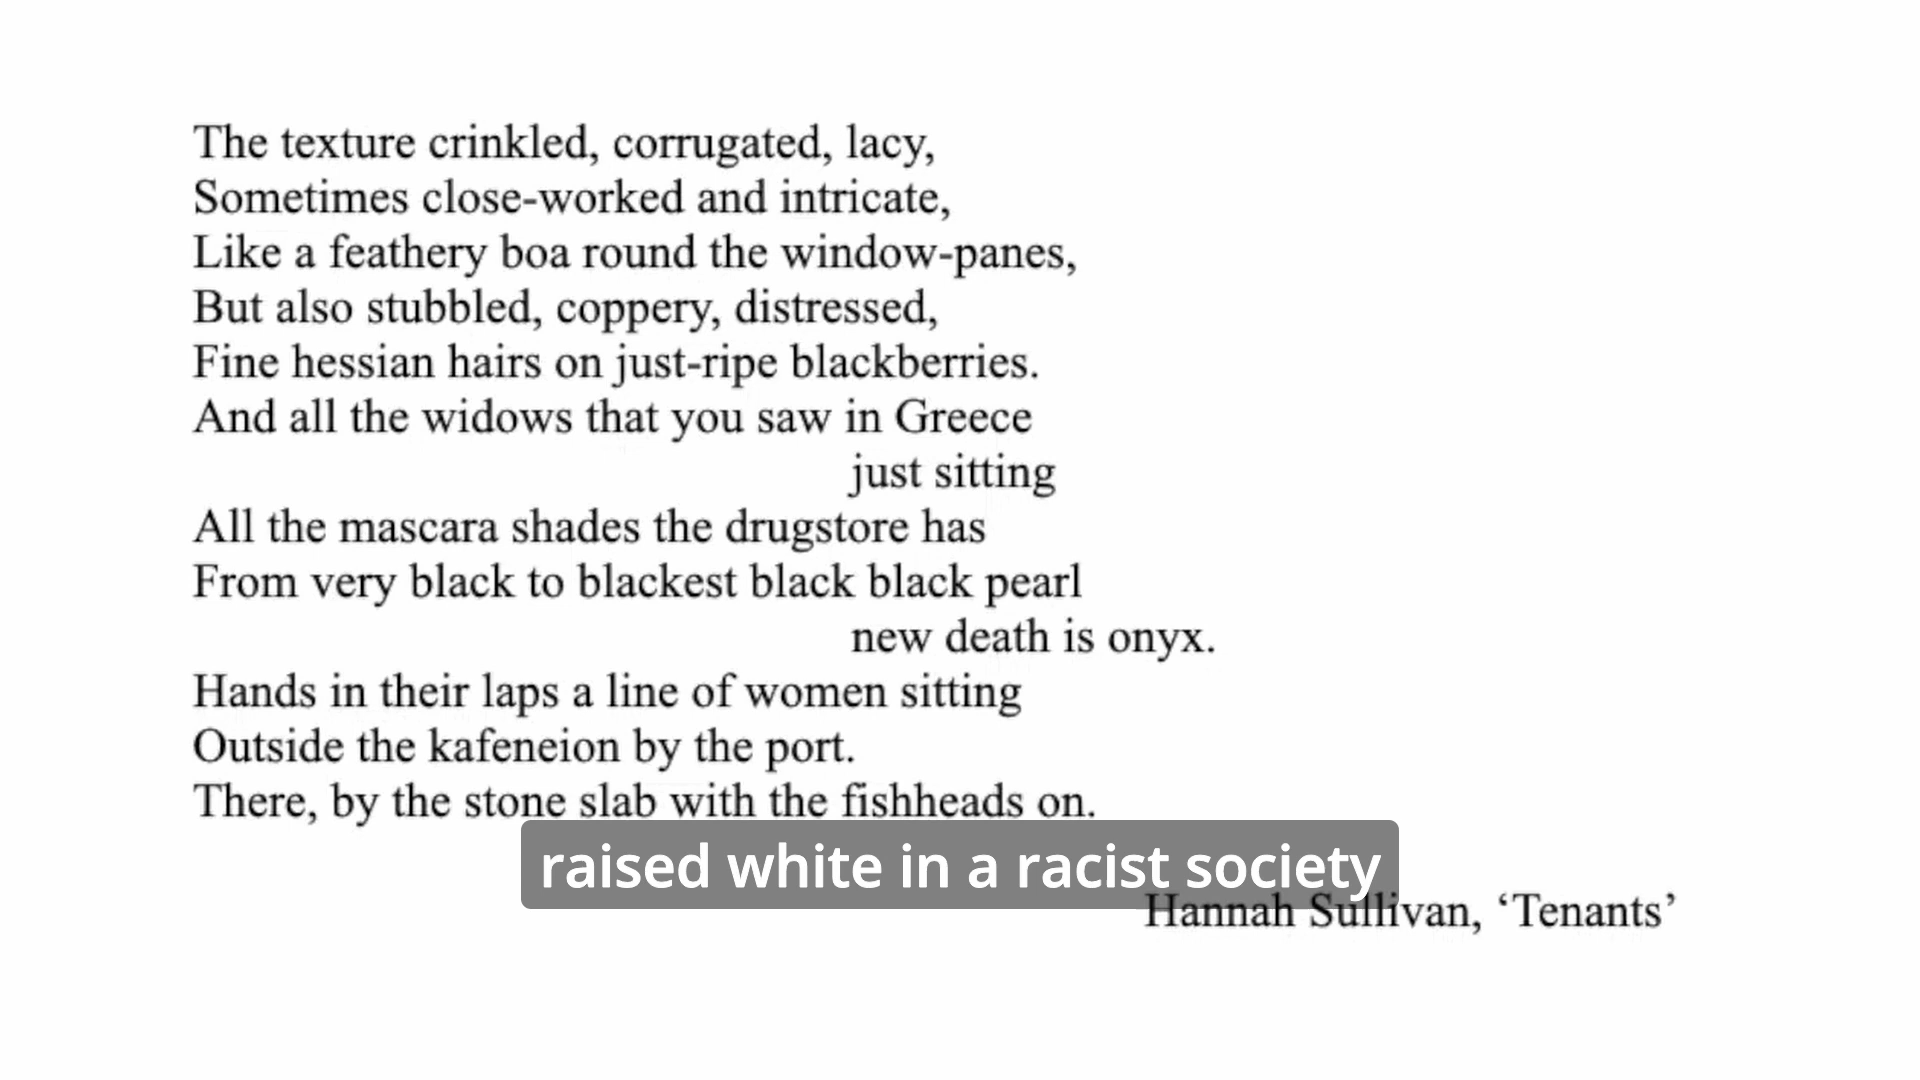 The texture crinkled, corrugated, lacy,
Sometimes close-worked and intricate,
Like a feathery boa round the window-panes,
But also stubbled, coppery, distressed,
Fine hessian hairs on just-ripe blackberries.
And all the widows that you saw in Greece
just sitting
All the mascara shades the drugstore has
From very black to blackest black black pearl
new death is onyx.
Hands in their laps a line of women sitting
Outside the kafeneion by the port.
There, by the stone slab with the fishheads on.
raised white in a racist society
Hannah Sullivan, ‘Tenants’